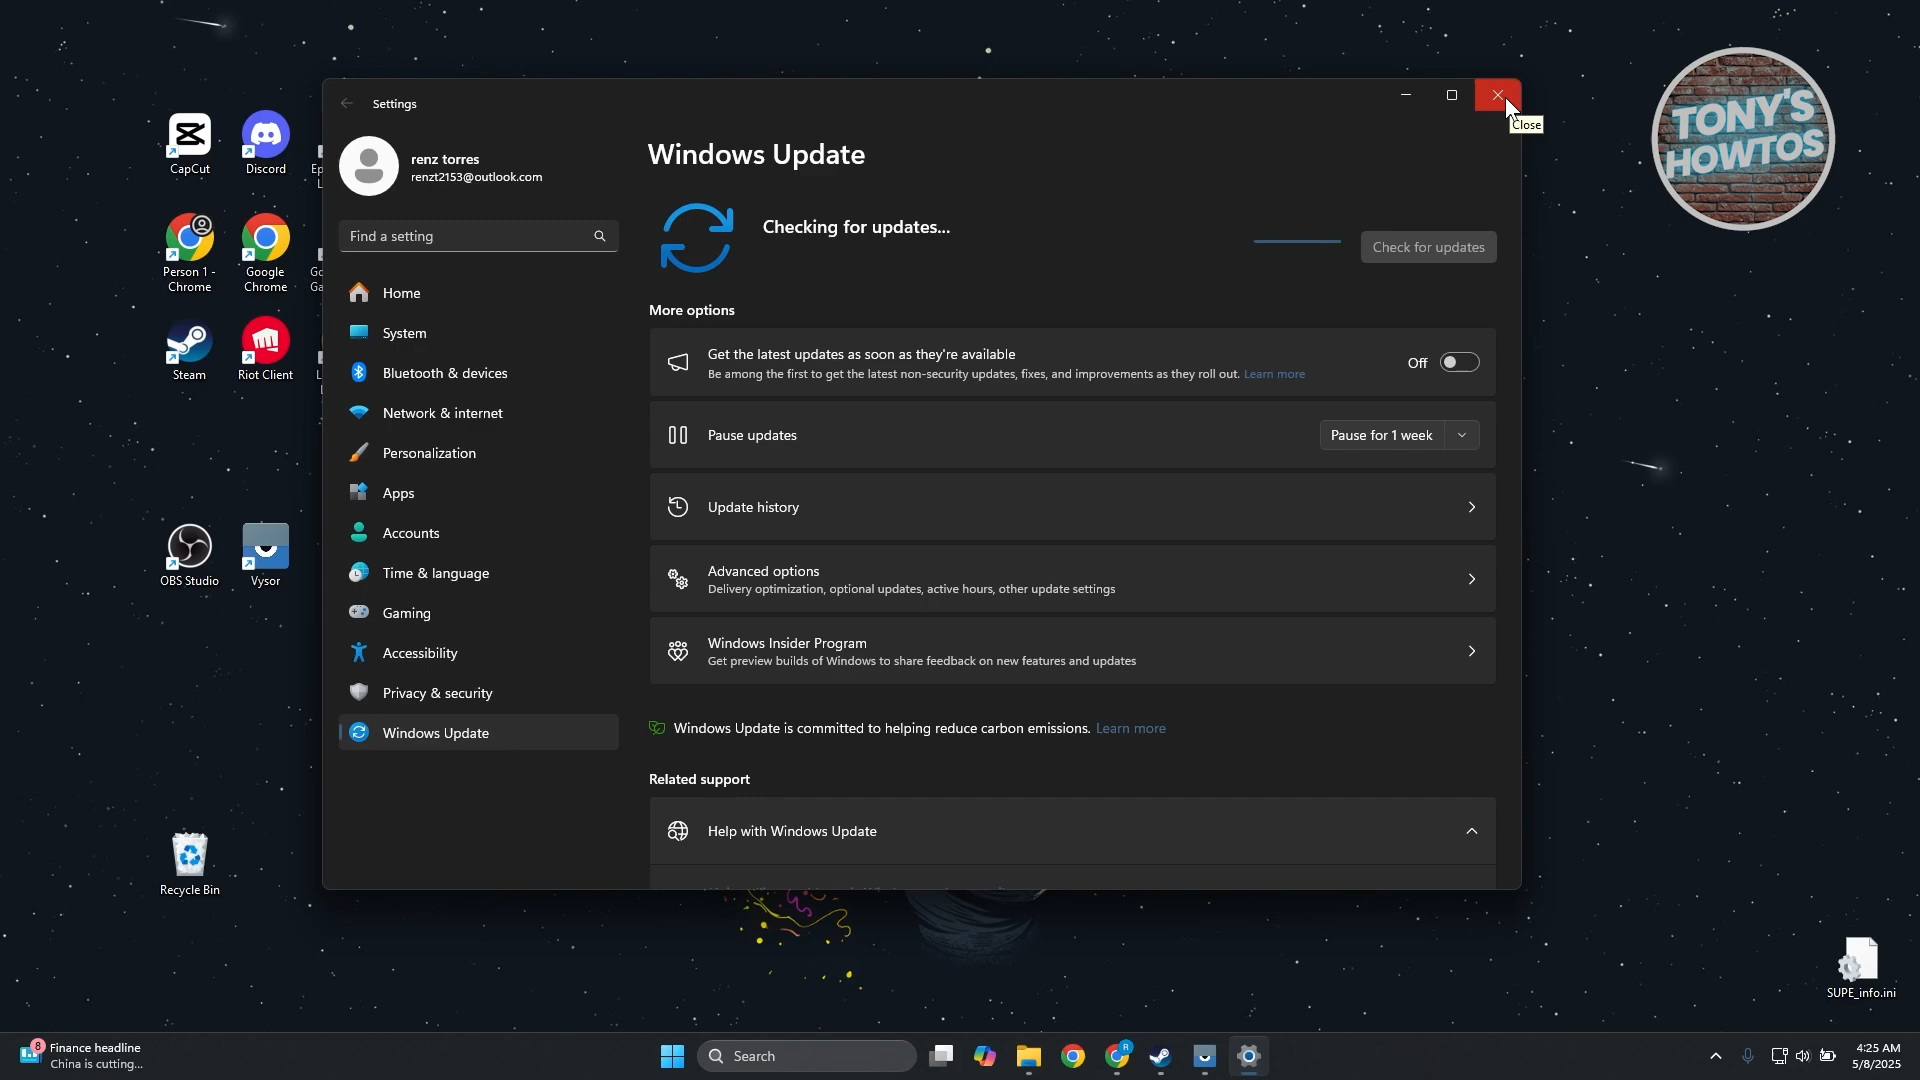 TONY'S
HOWTOS
CapCut
Discord
Person 1 -
Chrome
Google
Chrome
Steam
Riot Client
OBS Studio
Vysor
Recycle Bin
SUPE_info.ini
Settings
Close
renz torres
renzt2153@outlook.com
Find a setting
Home
System
Bluetooth & devices
Network & internet
Personalization
Apps
Accounts
Time & language
Gaming
Accessibility
Privacy & security
Windows Update
Windows Update
Checking for updates...
Check for updates
More options
Get the latest updates as soon as they're available
Be among the first to get the latest non-security updates, fixes, and improvements as they roll out. Learn more
Off
Pause updates
Pause for 1 week
Update history
Advanced options
Delivery optimization, optional updates, active hours, other update settings
Windows Insider Program
Get preview builds of Windows to share feedback on new features and updates
Windows Update is committed to helping reduce carbon emissions. Learn more
Related support
Help with Windows Update
8
Finance headline
China is cutting...
Search
R
4:25 AM
5/8/2025